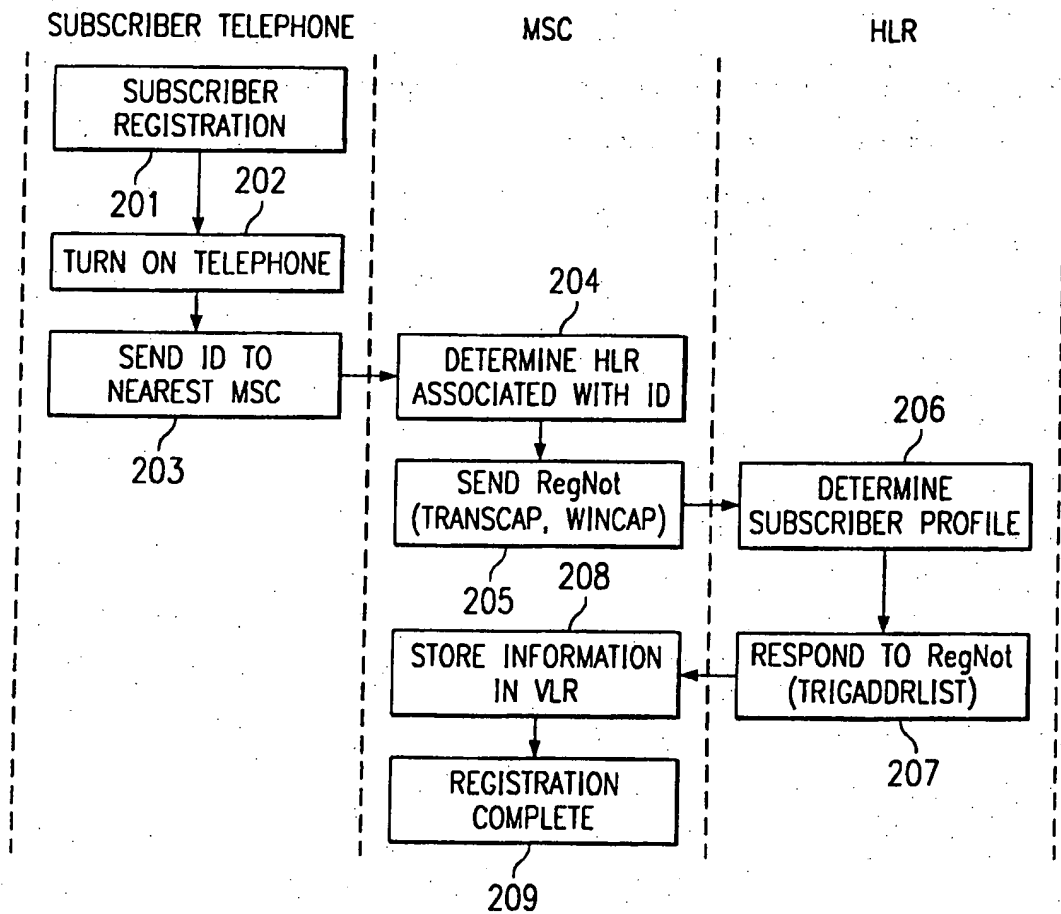 SUBSCRIBER TELEPHONE
MSC
HLR
SUBSCRIBER
REGISTRATION
201
202
TURN ON TELEPHONE
SEND ID TO
NEAREST MSC
203
204
DETERMINE HLR
ASSOCIATED WITH ID
SEND RegNot
(TRANSCAP, WINCAP)
205
206
DETERMINE
SUBSCRIBER PROFILE
RESPOND TO RegNot
(TRIGADDRLIST)
207
208
STORE INFORMATION
IN VLR
REGISTRATION
COMPLETE
209